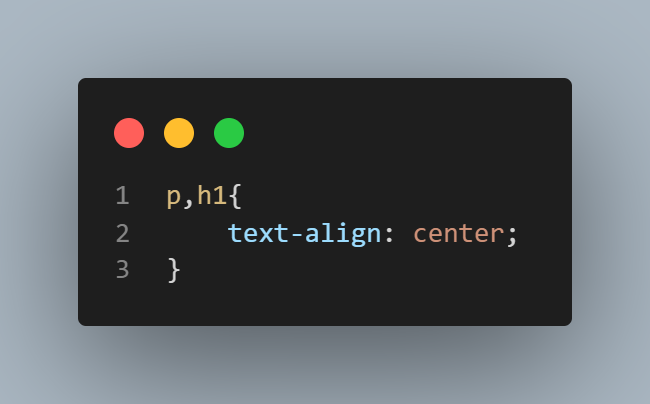 1 p,h1{
2     text-align: center;
3 }